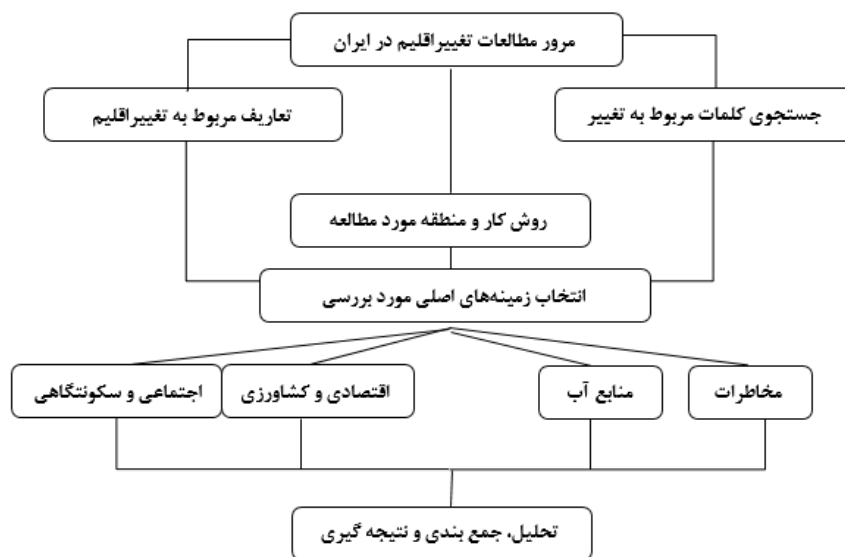 مرور مطالعات تغییراقلیم در ایران
جستجوی کلمات مربوط به تغییر
تعاریف مربوط به تغییراقلیم
روش کار و منطقه مورد مطالعه
انتخاب زمینه‌های اصلی مورد بررسی
مخاطرات
منابع آب
اقتصادی و کشاورزی
اجتماعی و سکونتگاهی
تحلیل، جمع بندی و نتیجه گیری